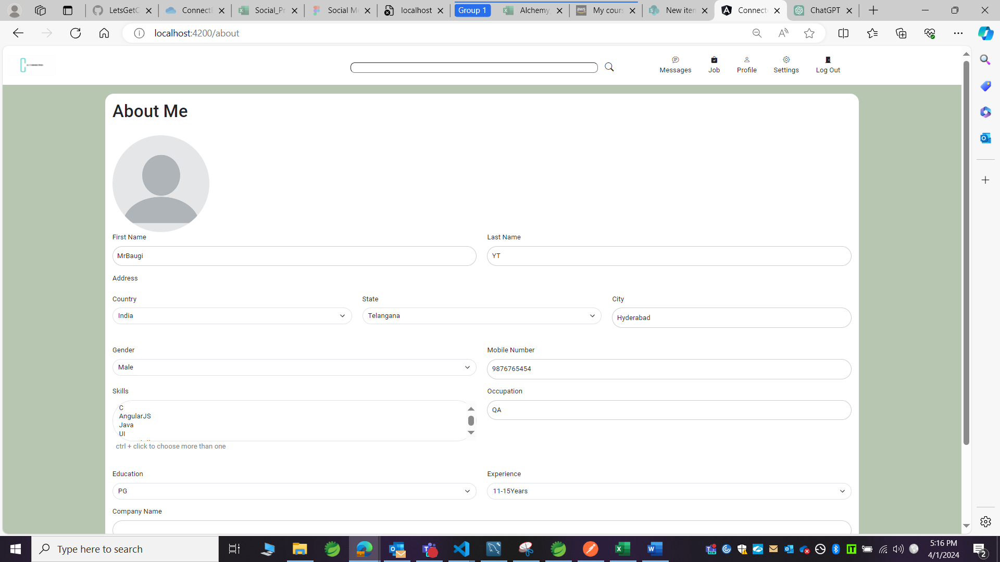 LetsGetC
Connect
Social_Pr
Social Me
localhost
Group 1
Alchemy
My cours
New iter
Connecte
ChatGPT
localhost:4200/about
Messages
Job
Profile
Settings
Log Out
About Me
First Name
Last Name
MrBaugi
YT
Address
Country
State
City
India
Telangana
Hyderabad
Gender
Mobile Number
Male
9876765454
Skills
Occupation
C
AngularJS
Java
UI
QA
ctrl + click to choose more than one
Education
Experience
PG
11-15Years
Company Name
Type here to search
5:16 PM
4/1/2024
2